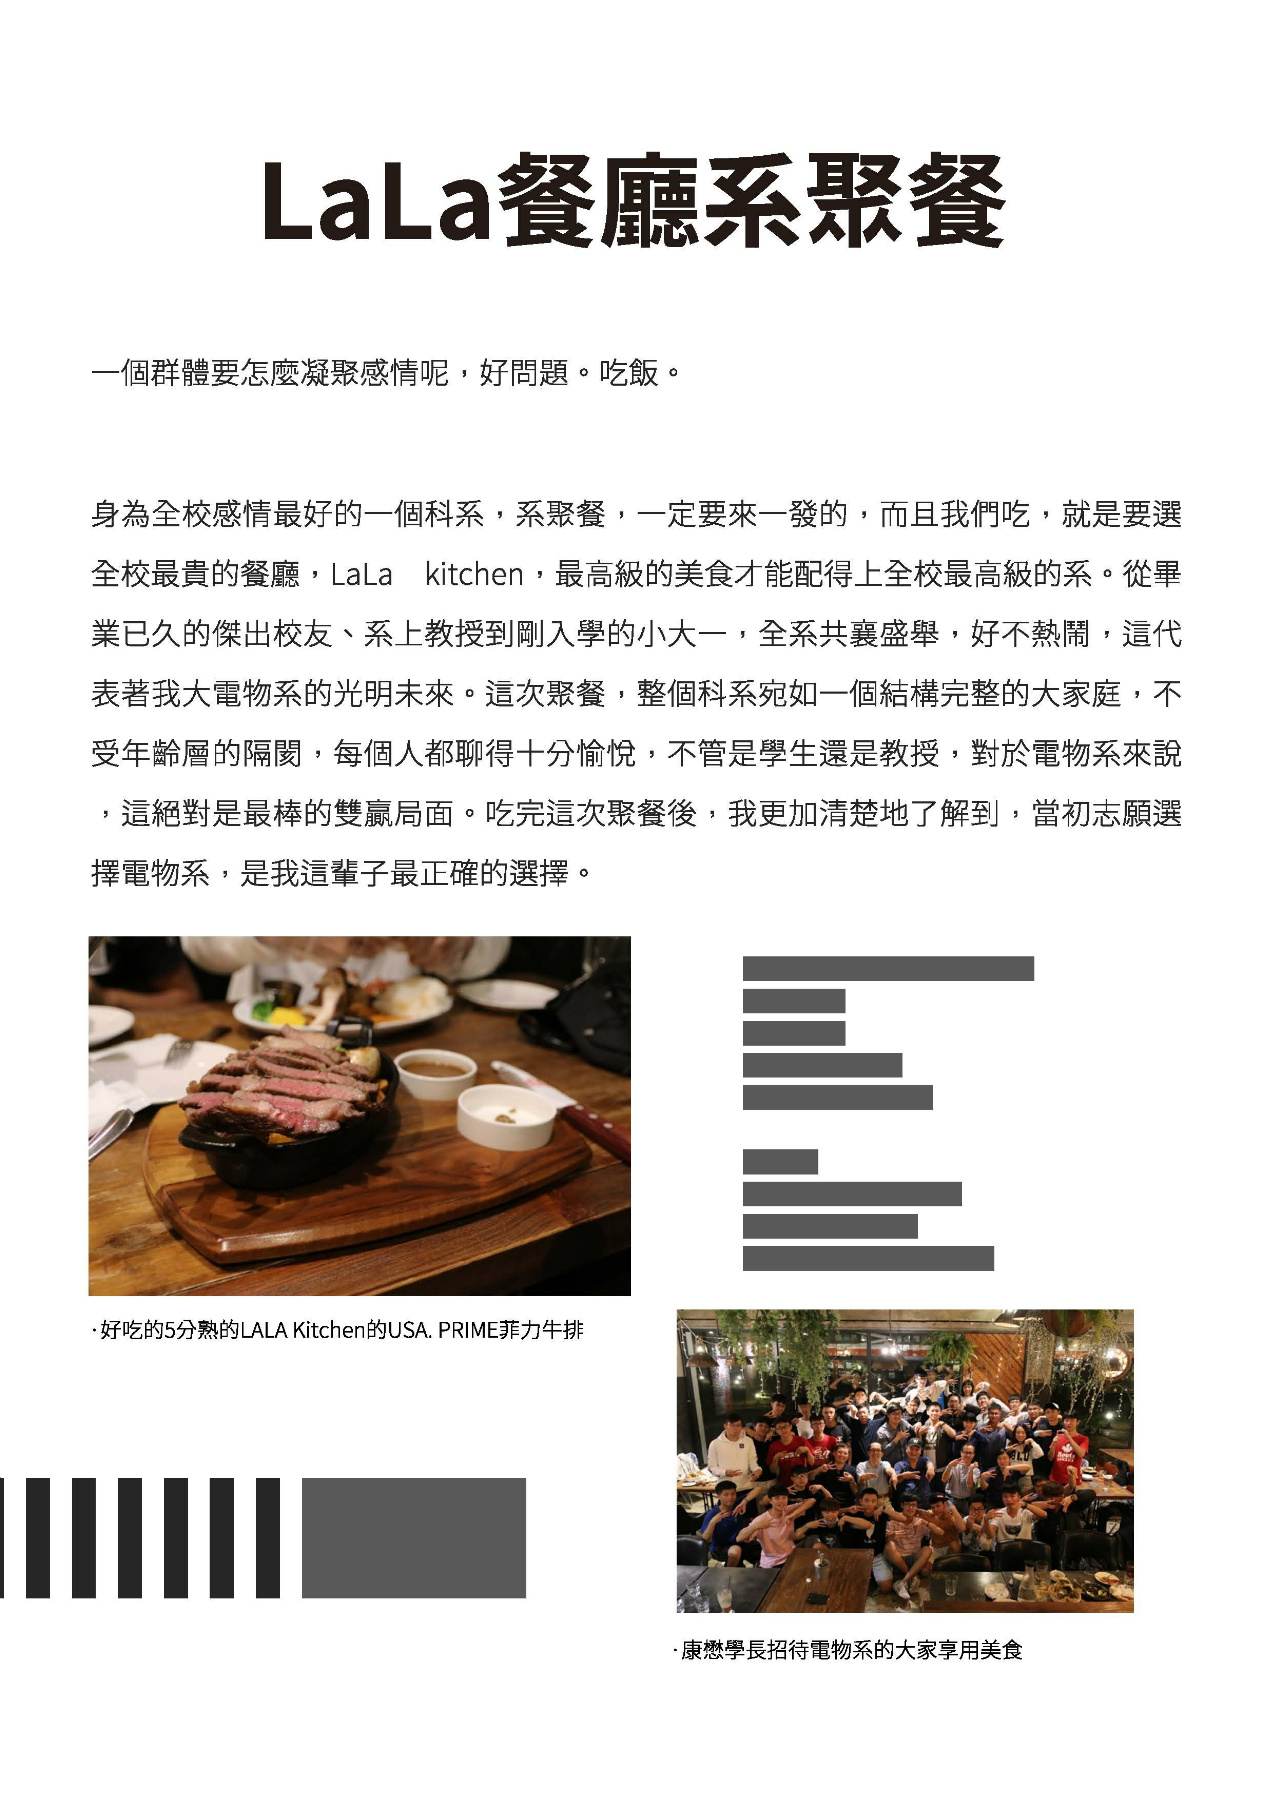 LaLa餐廳系聚餐
一個群體要怎麼凝聚感情呢，好問題。吃飯。
身為全校感情最好的一個科系，系聚餐，一定要來一發的，而且我們吃，就是要選
全校最貴的餐廳，LaLa　kitchen，最高級的美食才能配得上全校最高級的系。從畢
業已久的傑出校友、系上教授到剛入學的小大一，全系共襄盛舉，好不熱鬧，這代
表著我大電物系的光明未來。這次聚餐，整個科系宛如一個結構完整的大家庭，不
受年齡層的隔閡，每個人都聊得十分愉悅，不管是學生還是教授，對於電物系來說
，這絕對是最棒的雙贏局面。吃完這次聚餐後，我更加清楚地了解到，當初志願選
擇電物系，是我這輩子最正確的選擇。
·好吃的5分熟的LALA Kitchen的USA. PRIME菲力牛排
·康懋學長招待電物系的大家享用美食